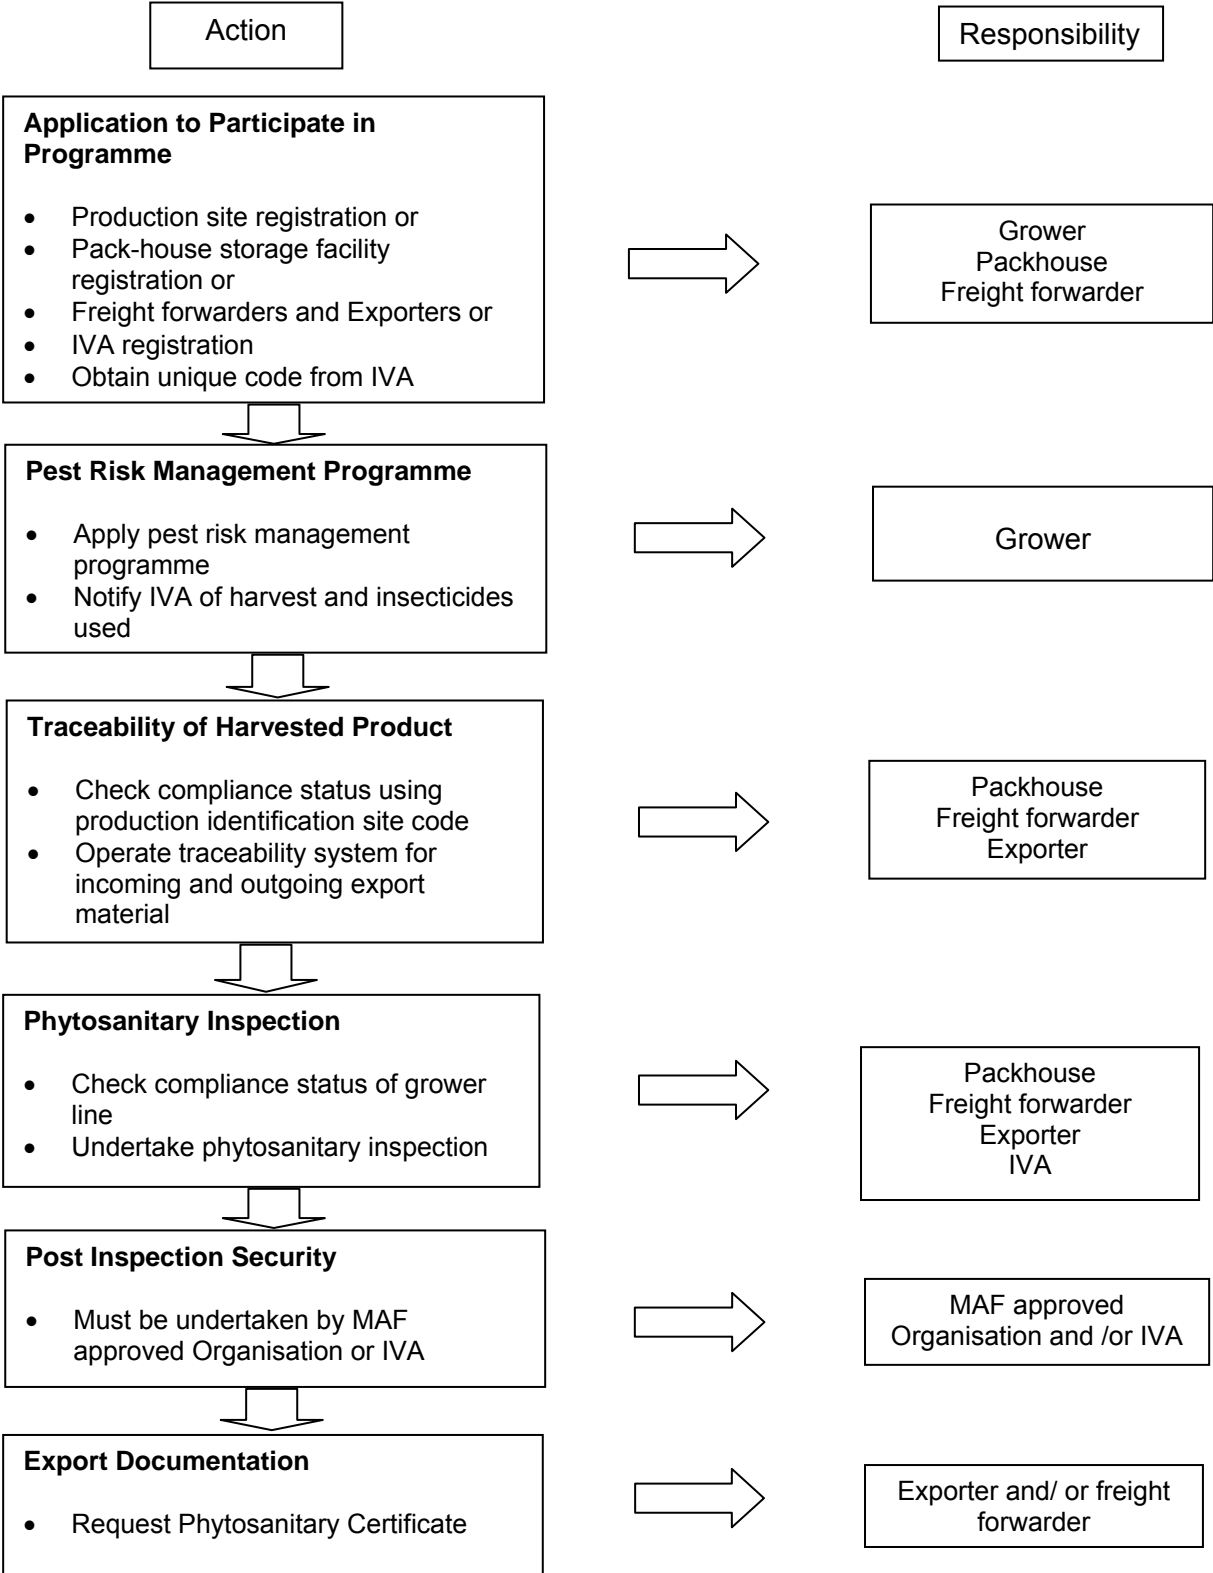 Action
Responsibility
Application to Participate in
Programme
• Production site registration or
• Pack-house storage facility
registration or
• Freight forwarders and Exporters or
• IVA registration
• Obtain unique code from IVA
Grower
Packhouse
Freight forwarder
Pest Risk Management Programme
• Apply pest risk management
programme
• Notify IVA of harvest and insecticides
used
Grower
Traceability of Harvested Product
• Check compliance status using
production identification site code
• Operate traceability system for
incoming and outgoing export
material
Packhouse
Freight forwarder
Exporter
Phytosanitary Inspection
• Check compliance status of grower
line
• Undertake phytosanitary inspection
Packhouse
Freight forwarder
Exporter
IVA
Post Inspection Security
• Must be undertaken by MAF
approved Organisation or IVA
MAF approved
Organisation and /or IVA
Export Documentation
• Request Phytosanitary Certificate
Exporter and/ or freight
forwarder